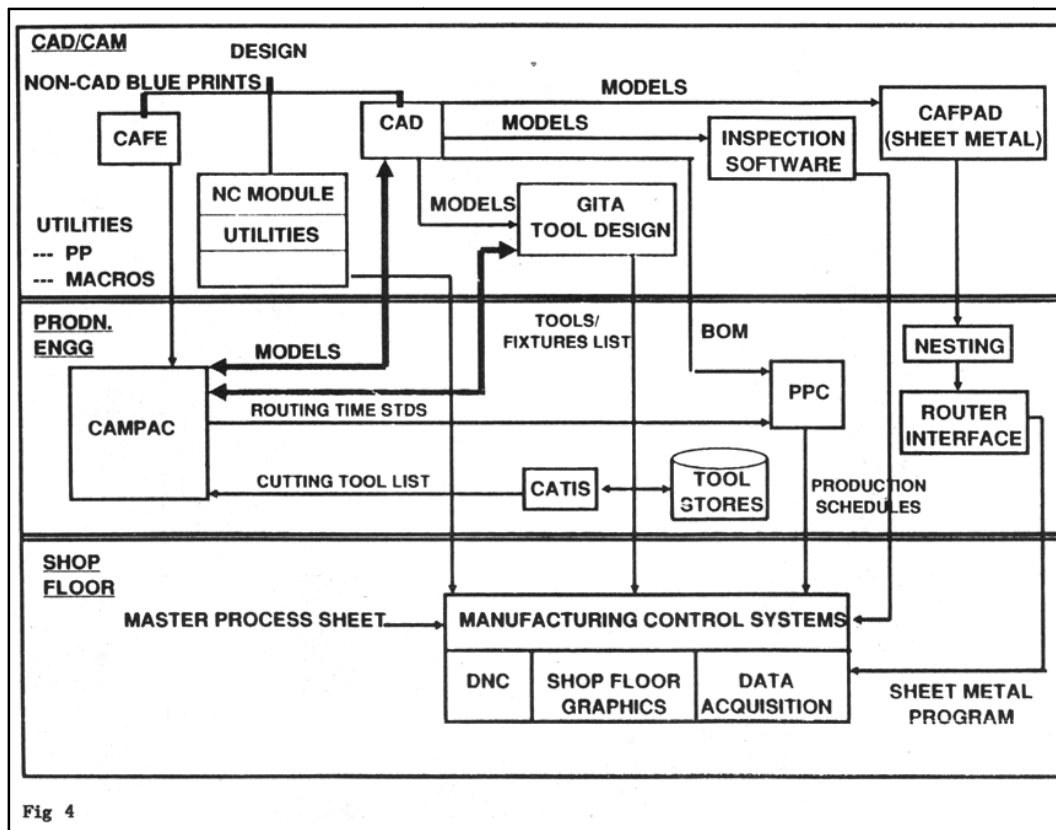 CAD/CAM
DESIGN
NON-CAD BLUE PRINTS
MODELS
CAFE
CAD
MODELS
INSPECTION
SOFTWARE
CAFPAD
(SHEET METAL)
NC MODULE
UTILITIES
MODELS
GITA
TOOL DESIGN
UTILITIES
--- PP
--- MACROS
PRODN.
ENGG
MODELS
TOOLS/
FIXTURES LIST
BOM
NESTING
CAMPAC
ROUTING TIME STDS
PPC
ROUTER
INTERFACE
CUTTING TOOL LIST
CATIS
TOOL
STORES
PRODUCTION
SCHEDULES
SHOP
FLOOR
MASTER PROCESS SHEET
MANUFACTURING CONTROL SYSTEMS
DNC
SHOP FLOOR
GRAPHICS
DATA
ACQUISITION
SHEET METAL
PROGRAM
Fig 4